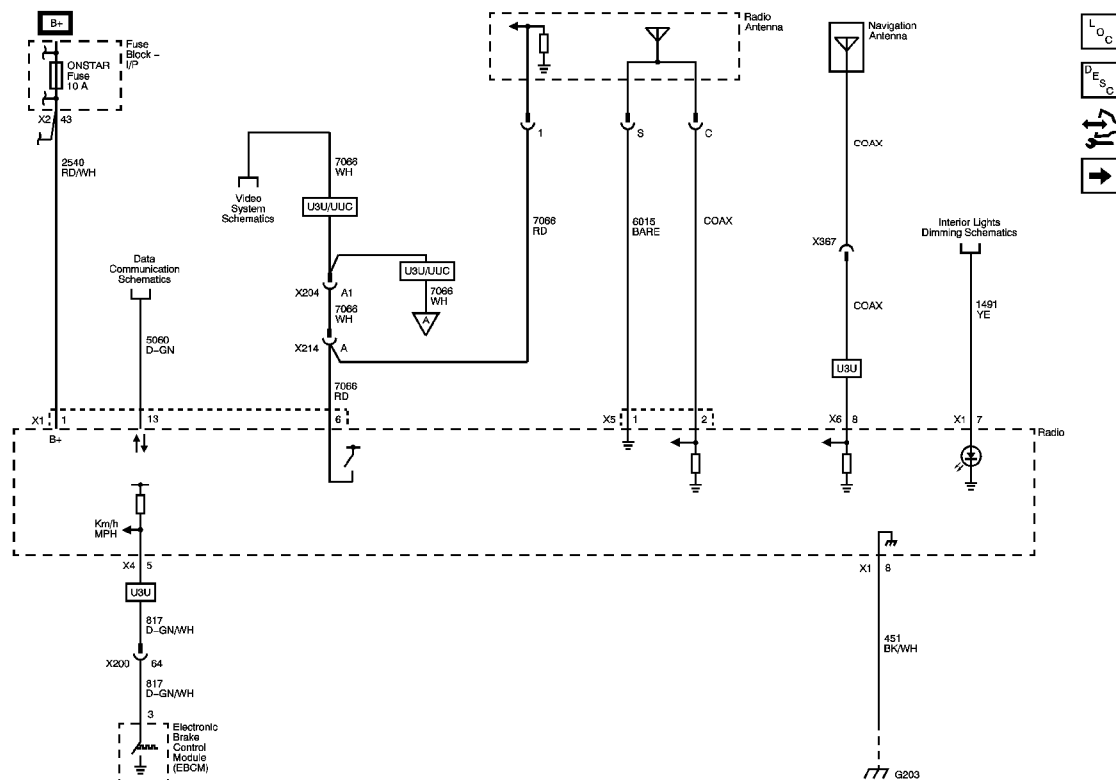 B+
Fuse
Block –
I/P
ONSTAR
Fuse
10 A
X2 43
2540
RD/WH
Data
Communication
Schematics
5060
D–GN
Video
System
Schematics
7066
WH
U3U/UUC
X204 A1
U3U/UUC
7066
WH
A
7066
WH
X214 A
7066
RD
Radio
Antenna
1
S
C
7066
RD
6015
BARE
COAX
Navigation
Antenna
COAX
X367
COAX
U3U
Interior Lights
Dimming Schematics
1491
YE
LOC
DESC
X1 1
13
6
X5 1
2
X6 8
X1 7
Radio
B+
Km/h
MPH
X4 5
U3U
817
D–GN/WH
X200 64
817
D–GN/WH
3
Electronic
Brake
Control
Module
(EBCM)
X1 8
451
BK/WH
G203